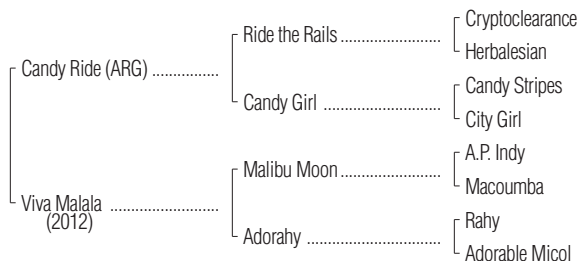 Cryptoclearance
Ride the Rails
Herbalesian
Candy Ride (ARG)
Candy Stripes
Candy Girl
City Girl
A.P. Indy
Malibu Moon
Macoumba
Viva Malala
(2012)
Rahy
Adorahy
Adorable Micol